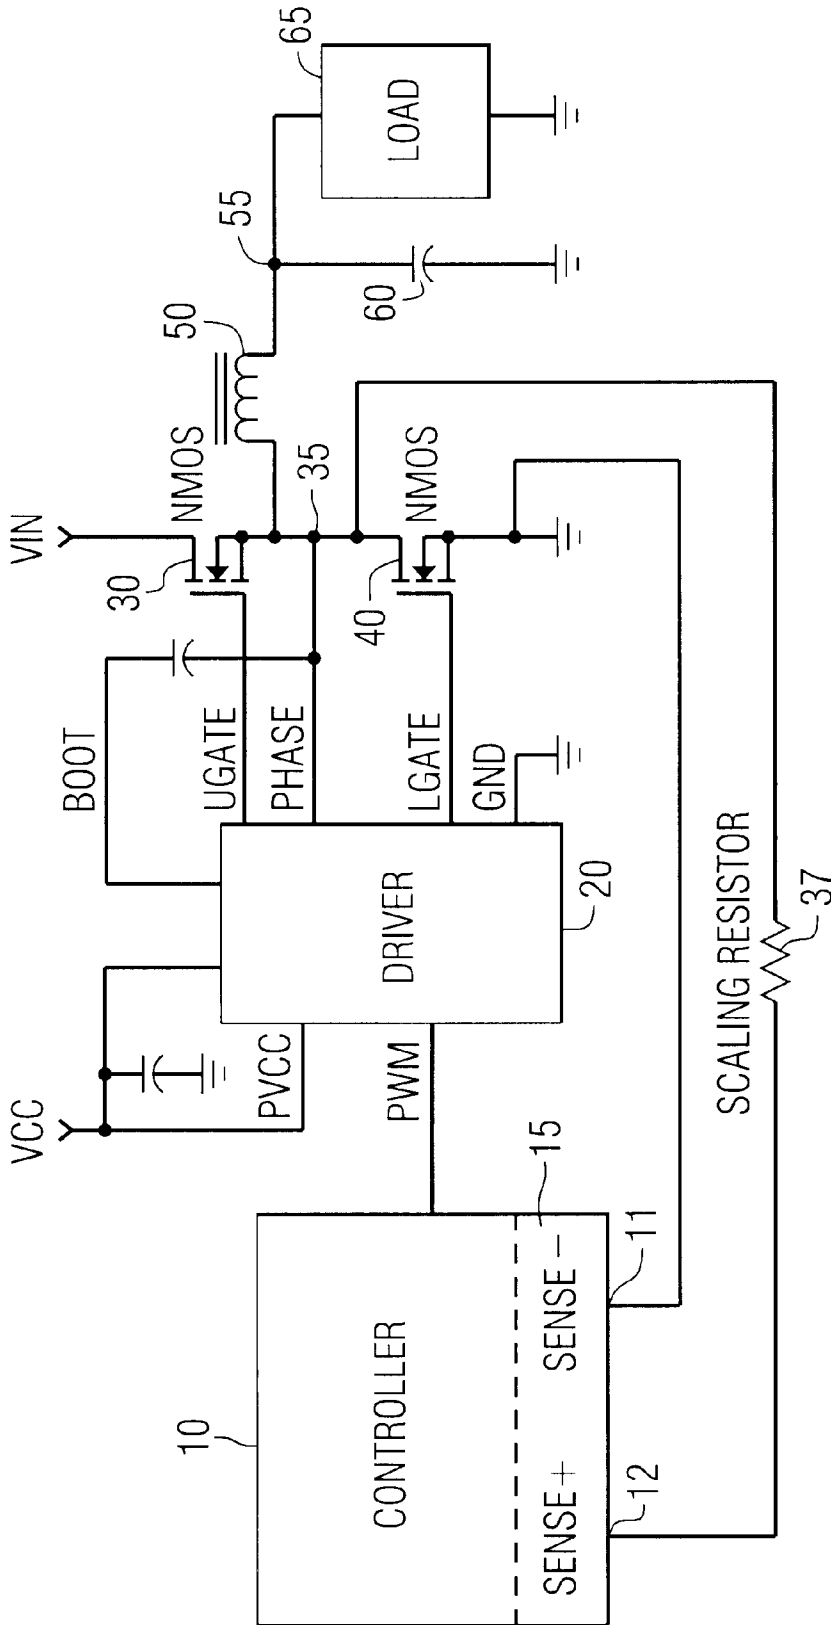 VCC
VIN
BOOT
NMOS
50
55
65
30
UGATE
PHASE
35
LOAD
PVCC
10
CONTROLLER
PWM
DRIVER
LGATE
40
NMOS
60
GND
20
15
SENSE+
SENSE−
12
11
SCALING RESISTOR
37